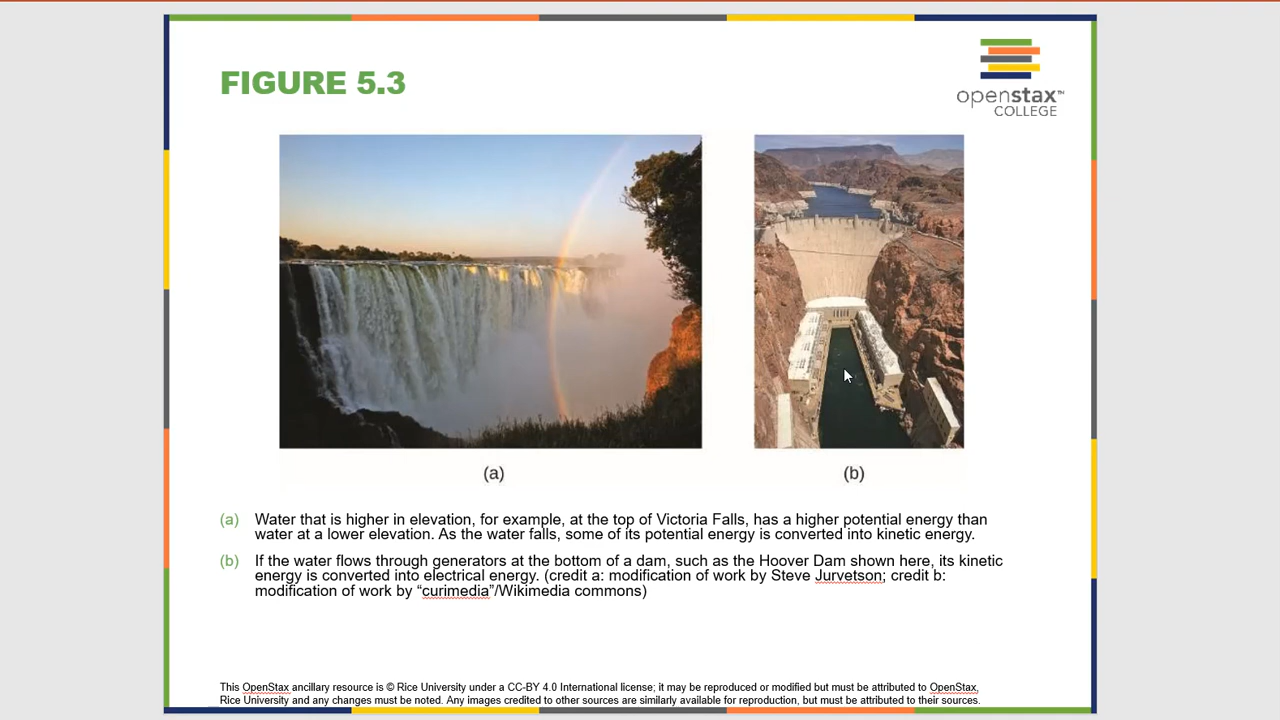 FIGURE 5.3
openstax™
COLLEGE
(a)
(b)
(a) Water that is higher in elevation, for example, at the top of Victoria Falls, has a higher potential energy than
water at a lower elevation. As the water falls, some of its potential energy is converted into kinetic energy.
(b) If the water flows through generators at the bottom of a dam, such as the Hoover Dam shown here, its kinetic
energy is converted into electrical energy. (credit a: modification of work by Steve Jurvetson; credit b:
modification of work by “curimedia”/Wikimedia commons)
This OpenStax ancillary resource is © Rice University under a CC-BY 4.0 International license; it may be reproduced or modified but must be attributed to OpenStax,
Rice University and any changes must be noted. Any images credited to other sources are similarly available for reproduction, but must be attributed to their sources.